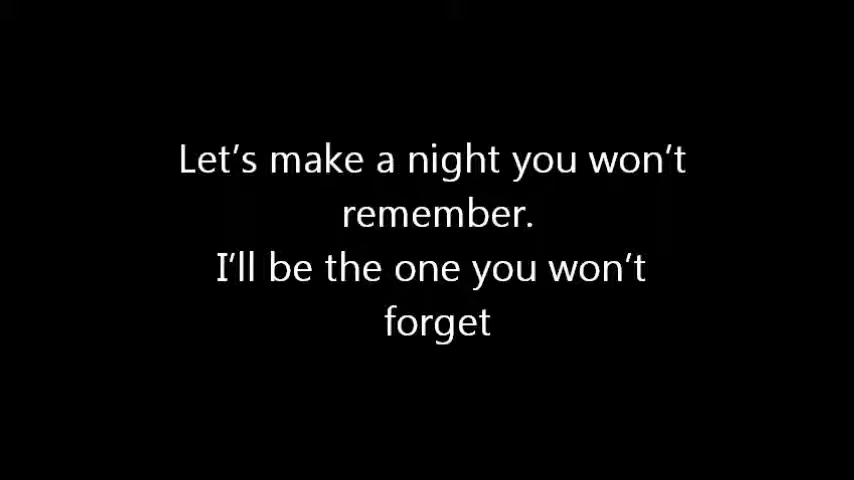 Let’s make a night you won’t
remember.
I’ll be the one you won’t
forget